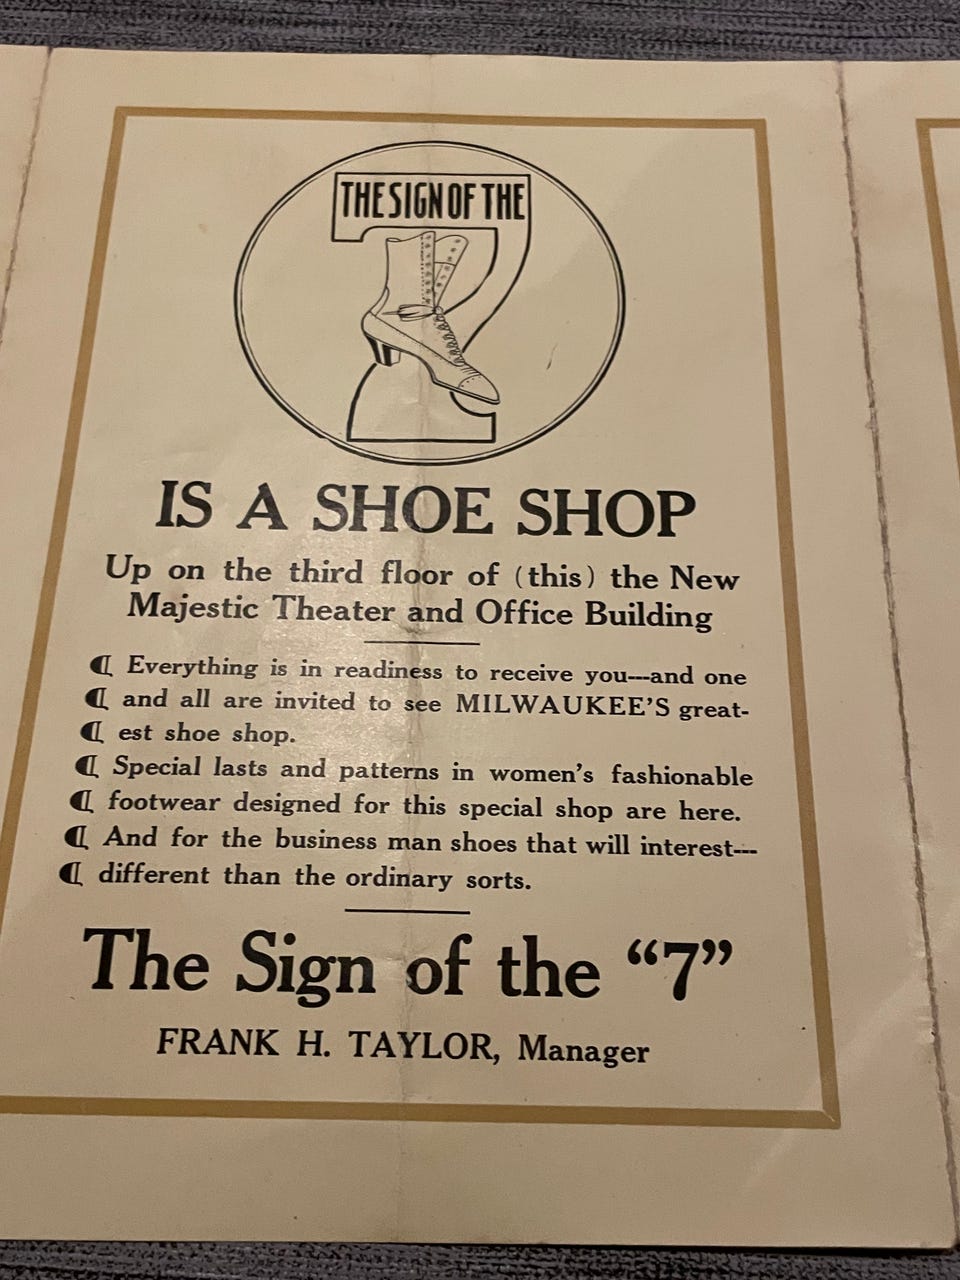 THE SIGN OF THE
7
IS A SHOE SHOP
Up on the third floor of (this) the New
Majestic Theater and Office Building
⁋ Everything is in readiness to receive you---and one
⁋ and all are invited to see MILWAUKEE'S great-
⁋ est shoe shop.
⁋ Special lasts and patterns in women's fashionable
⁋ footwear designed for this special shop are here.
⁋ And for the business man shoes that will interest---
⁋ different than the ordinary sorts.
The Sign of the “7”
FRANK H. TAYLOR, Manager